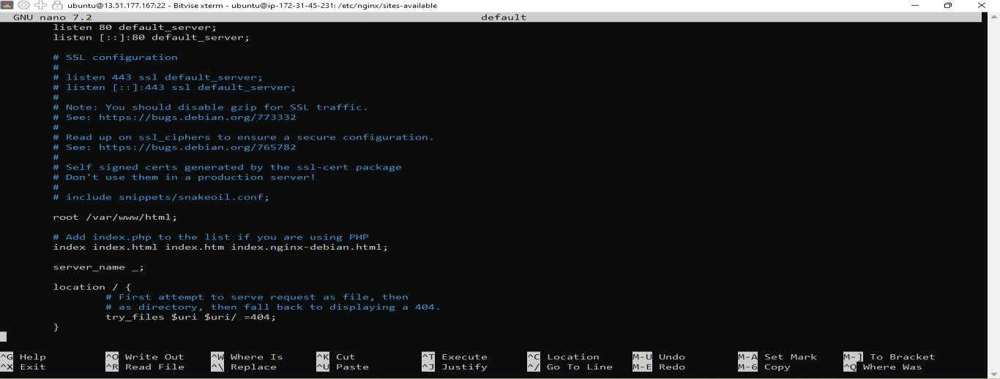 ubuntu@13.51.177.167:22 - Bitvise xterm - ubuntu@ip-172-31-45-231: /etc/nginx/sites-available
GNU nano 7.2 default
listen 80 default_server;
listen [::]:80 default_server;
# SSL configuration
#
# listen 443 ssl default_server;
# listen [::]:443 ssl default_server;
#
# Note: You should disable gzip for SSL traffic.
# See: https://bugs.debian.org/773332
#
# Read up on ssl_ciphers to ensure a secure configuration.
# See: https://bugs.debian.org/765782
#
# Self signed certs generated by the ssl-cert package
# Don't use them in a production server!
#
# include snippets/snakeoil.conf;
root /var/www/html;
# Add index.php to the list if you are using PHP
index index.html index.htm index.nginx-debian.html;
server_name _;
location / {
# First attempt to serve request as file, then
# as directory, then fall back to displaying a 404.
try_files $uri $uri/ =404;
}
^G Help ^O Write Out ^W Where Is ^K Cut ^T Execute ^C Location M-U Undo M-A Set Mark M-] To Bracket
^X Exit ^R Read File ^\ Replace ^U Paste ^J Justify ^/ Go To Line M-E Redo M-6 Copy ^Q Where Was